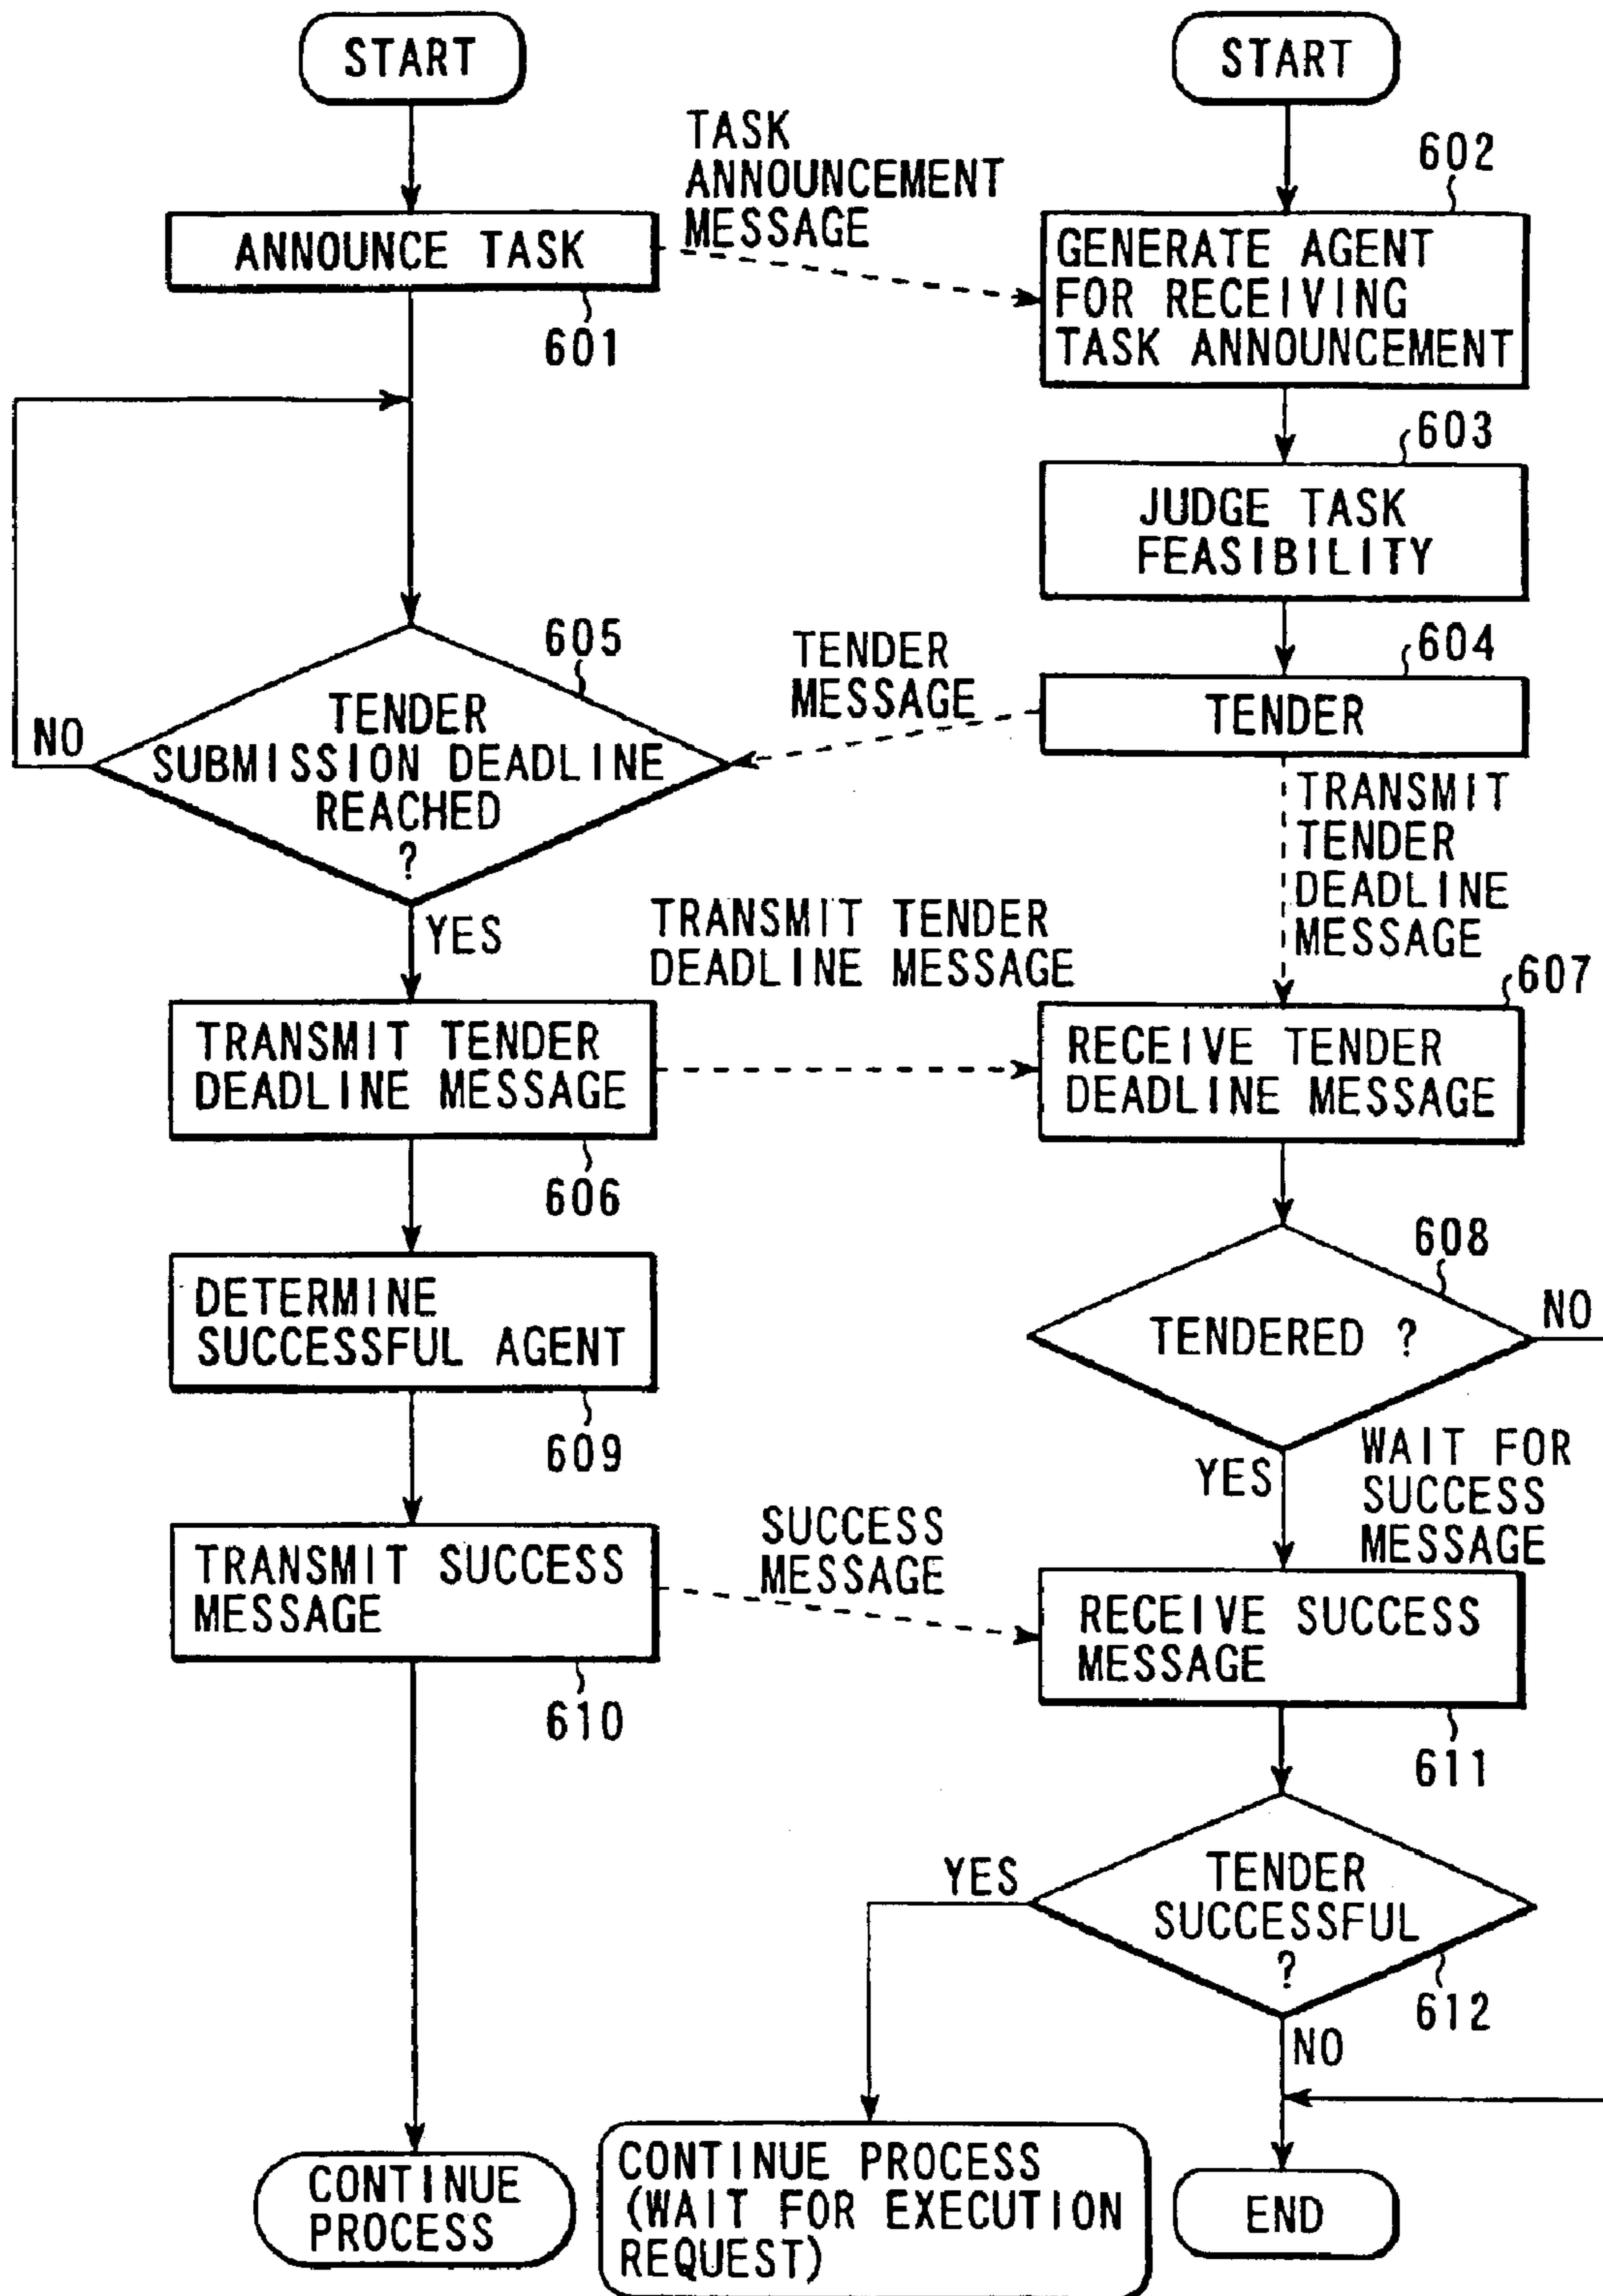 START
START
TASK
ANNOUNCEMENT
MESSAGE
602
ANNOUNCE TASK
601
GENERATE AGENT
FOR RECEIVING
TASK ANNOUNCEMENT
603
JUDGE TASK
FEASIBILITY
605
TENDER
MESSAGE
604
TENDER
NO
TENDER
SUBMISSION DEADLINE
REACHED
?
TRANSMIT
TENDER
DEADLINE
MESSAGE
YES
TRANSMIT TENDER
DEADLINE MESSAGE
607
TRANSMIT TENDER
DEADLINE MESSAGE
606
RECEIVE TENDER
DEADLINE MESSAGE
608
DETERMINE
SUCCESSFUL AGENT
609
TENDERED ?
NO
YES
WAIT FOR
SUCCESS
MESSAGE
TRANSMIT SUCCESS
MESSAGE
610
SUCCESS
MESSAGE
RECEIVE SUCCESS
MESSAGE
611
YES
TENDER
SUCCESSFUL
?
612
NO
CONTINUE
PROCESS
CONTINUE PROCESS
(WAIT FOR EXECUTION
REQUEST)
END